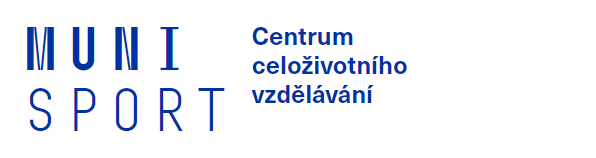 MUNI
SPORT
Centrum
celoživotního
vzdělávání